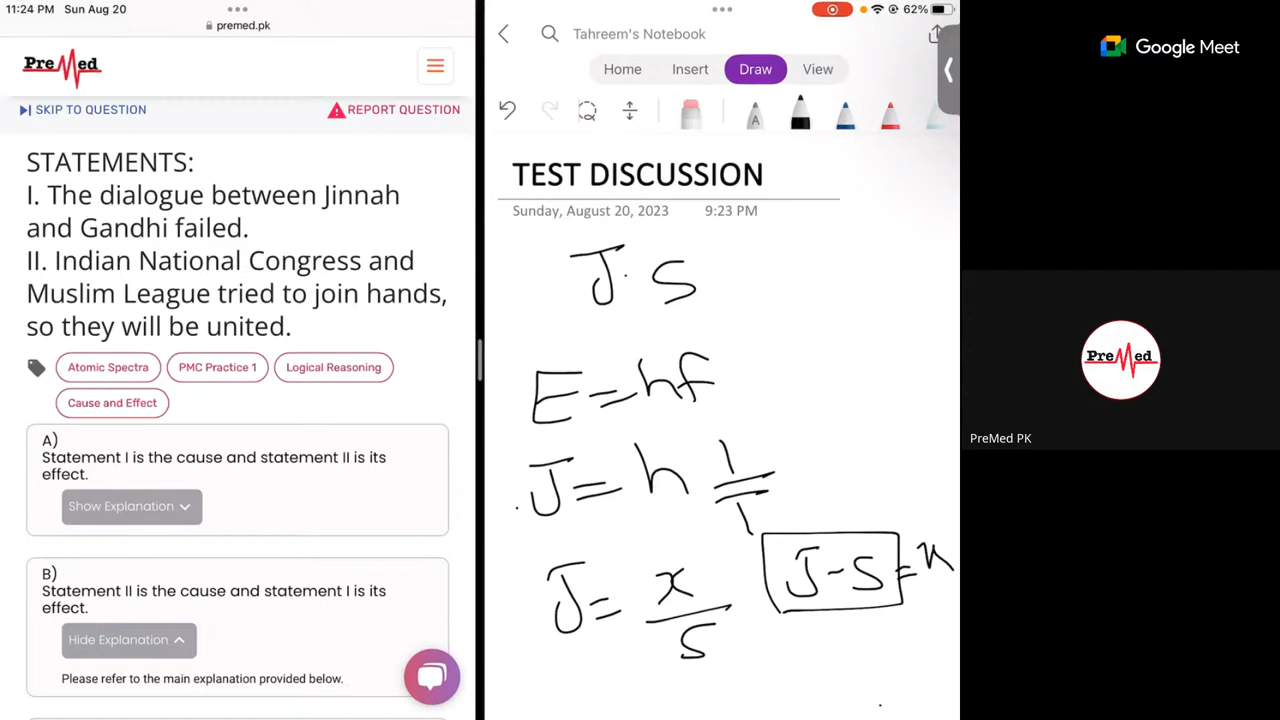 11:24 PM Sun Aug 20
premed.pk
PreMed
SKIP TO QUESTION
REPORT QUESTION
STATEMENTS:
I. The dialogue between Jinnah
and Gandhi failed.
II. Indian National Congress and
Muslim League tried to join hands,
so they will be united.
Atomic Spectra
PMC Practice 1
Logical Reasoning
Cause and Effect
A)
Statement I is the cause and statement II is its
effect.
Show Explanation
B)
Statement II is the cause and statement I is its
effect.
Hide Explanation
Please refer to the main explanation provided below.
62%
Tahreem's Notebook
Home
Insert
Draw
View
A
TEST DISCUSSION
Sunday, August 20, 2023 9:23 PM
J·S
E=hf
J=h
J=x/S
J-S=x
Google Meet
PreMed
PreMed PK